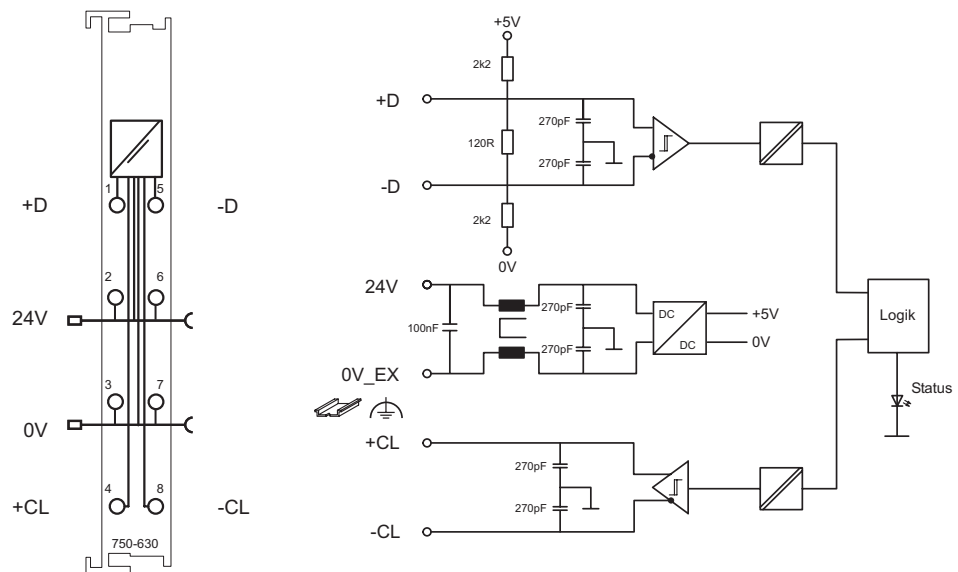 1
5
+D
-D
2
6
24V
3
7
0V
4
8
+CL
-CL
750-630
+5V
2k2
+D
270pF
120R
270pF
-D
2k2
0V
24V
270pF
100nF
DC
DC
+5V
0V
270pF
0V_EX
Logik
Status
+CL
270pF
270pF
-CL